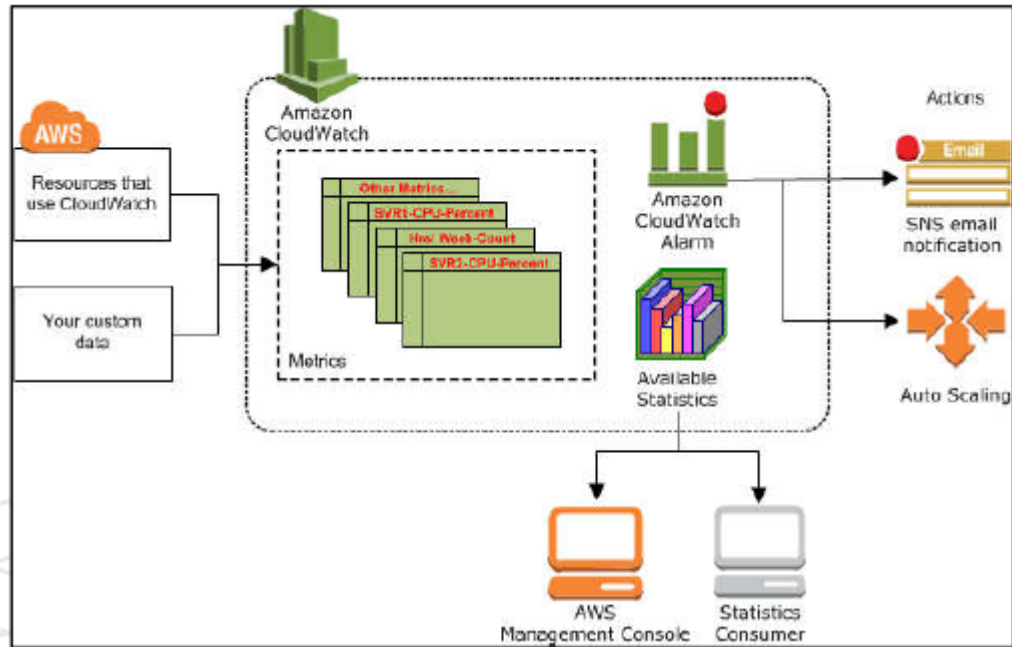 Amazon
CloudWatch
AWS
Resources that
use CloudWatch
Your custom
data
Other Metrics...
SVR1-CPU-Percent
Hrs/ Week-Count
SVR2-CPU-Percent
Metrics
Amazon
CloudWatch
Alarm
Available
Statistics
Actions
Email
SNS email
notification
Auto Scaling
AWS
Management Console
Statistics
Consumer